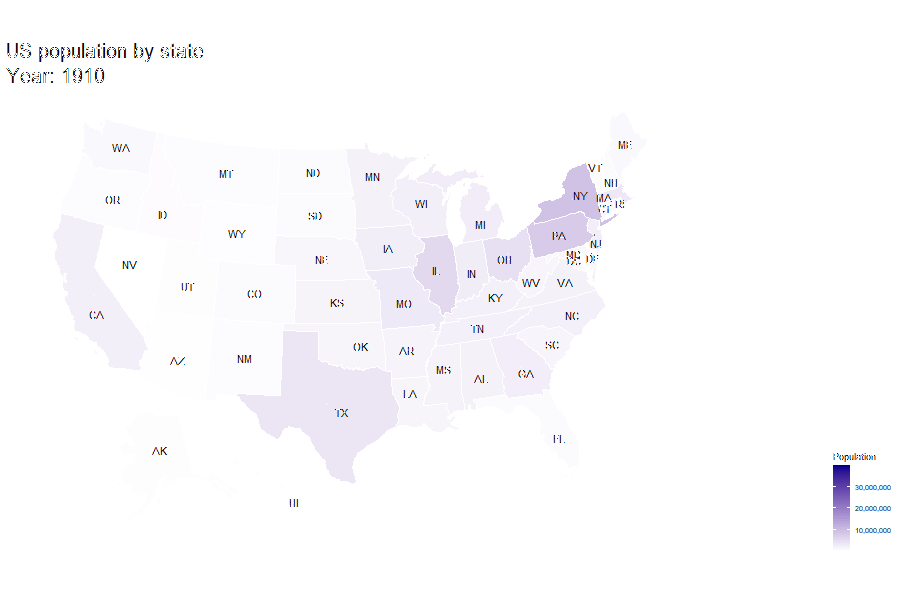 US population by state
Year: 1910
WA
MT
ND
MN
ME
VT
NH
OR
ID
WY
SD
WI
MI
NY
MA
CT
RI
PA
NJ
NV
UT
CO
NE
IA
IL
IN
OH
MD
DC
DE
WV
VA
CA
KS
MO
KY
NC
TN
AZ
NM
OK
AR
SC
MS
AL
GA
LA
TX
FL
AK
HI
Population
30,000,000
20,000,000
10,000,000